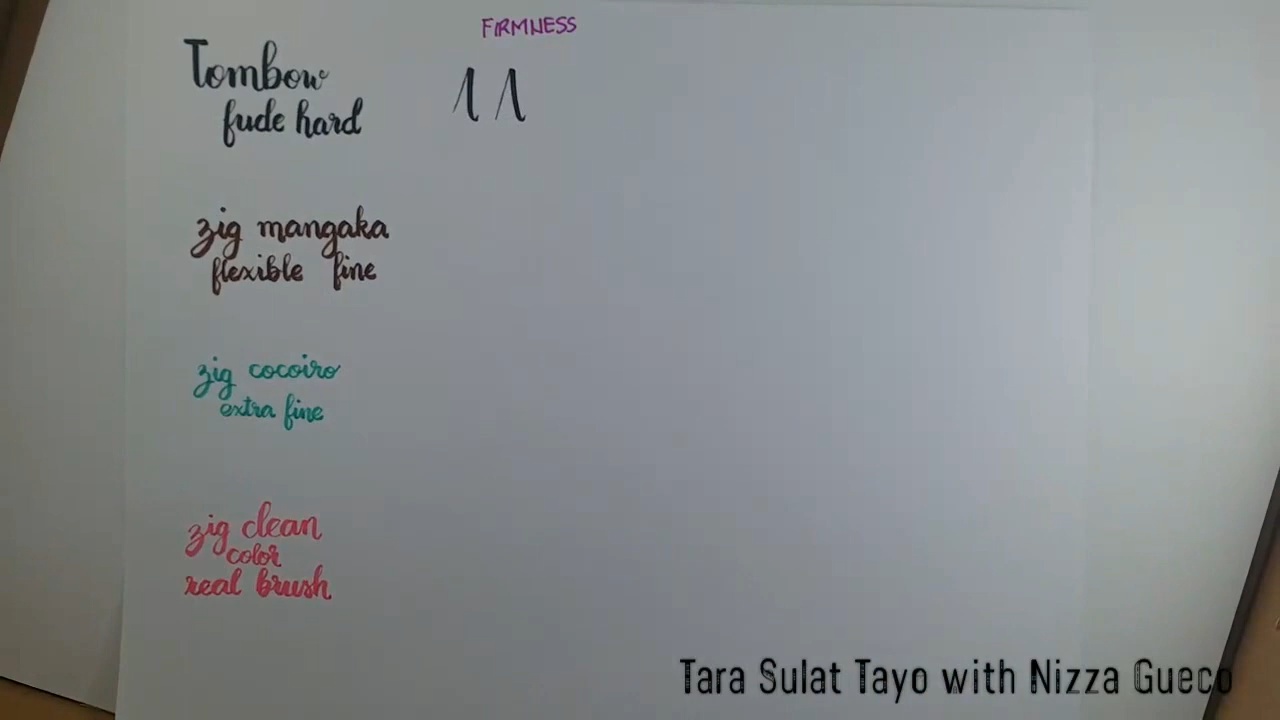 FIRMNESS
Tombow
fude hard
zig mangaka
flexible fine
zig cocoiro
extra fine
zig clean
color
real brush
Tara Sulat Tayo with Nizza Gueco